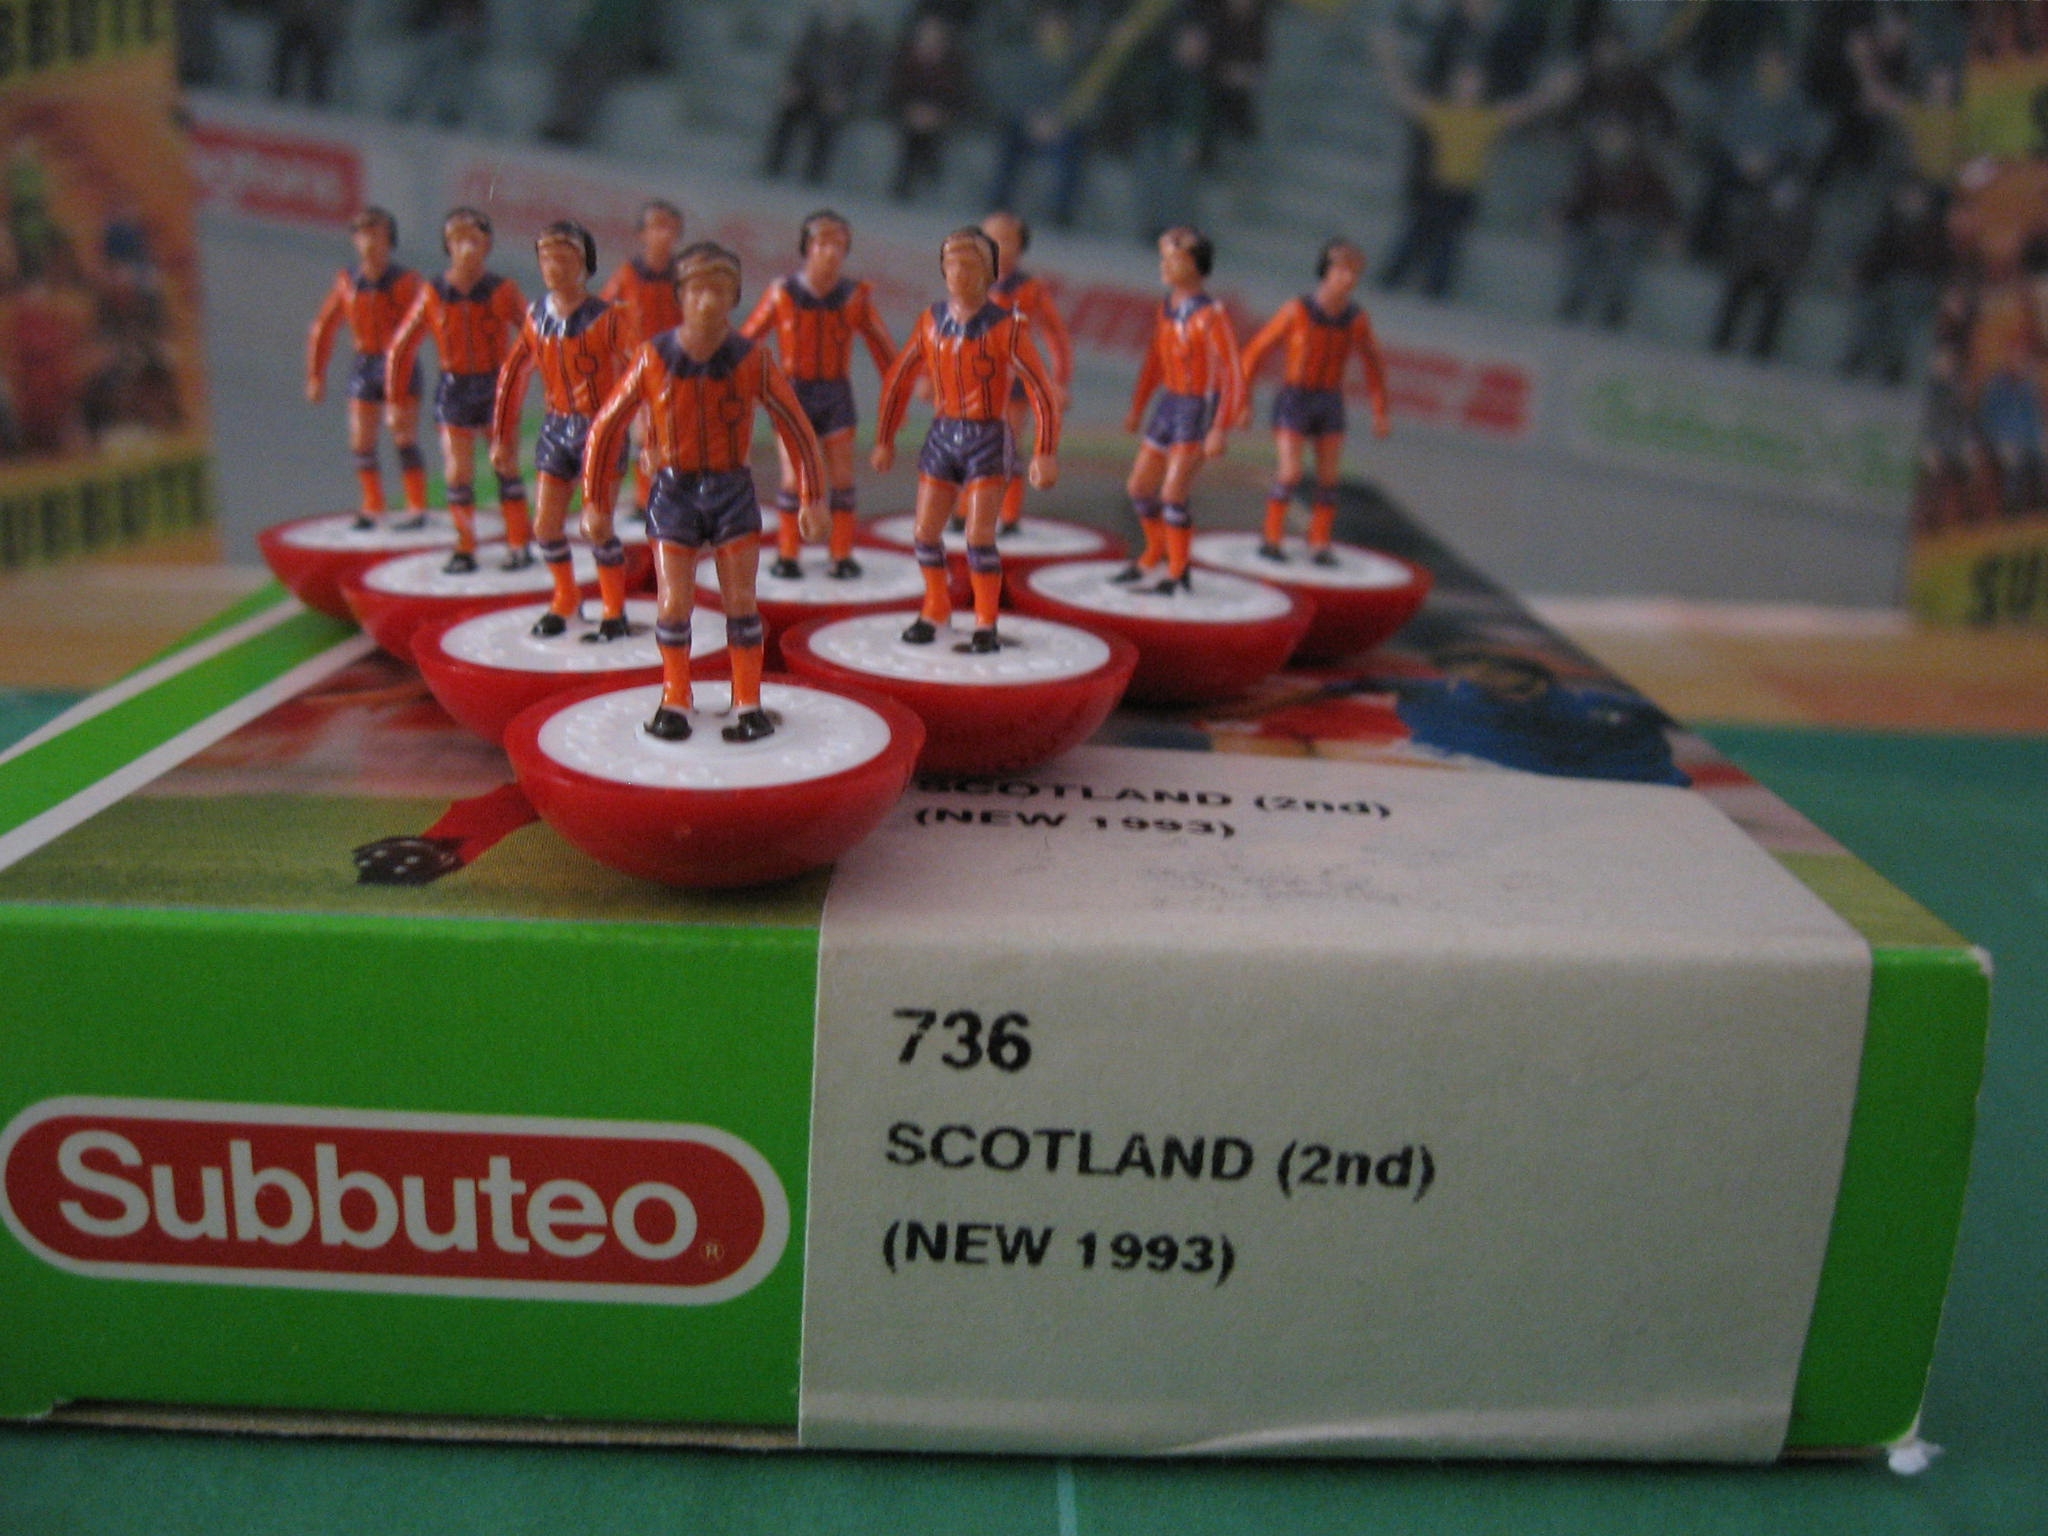 SCOTLAND (2nd)
(NEW 1993)
736
SCOTLAND (2nd)
(NEW 1993)
Subbuteo®